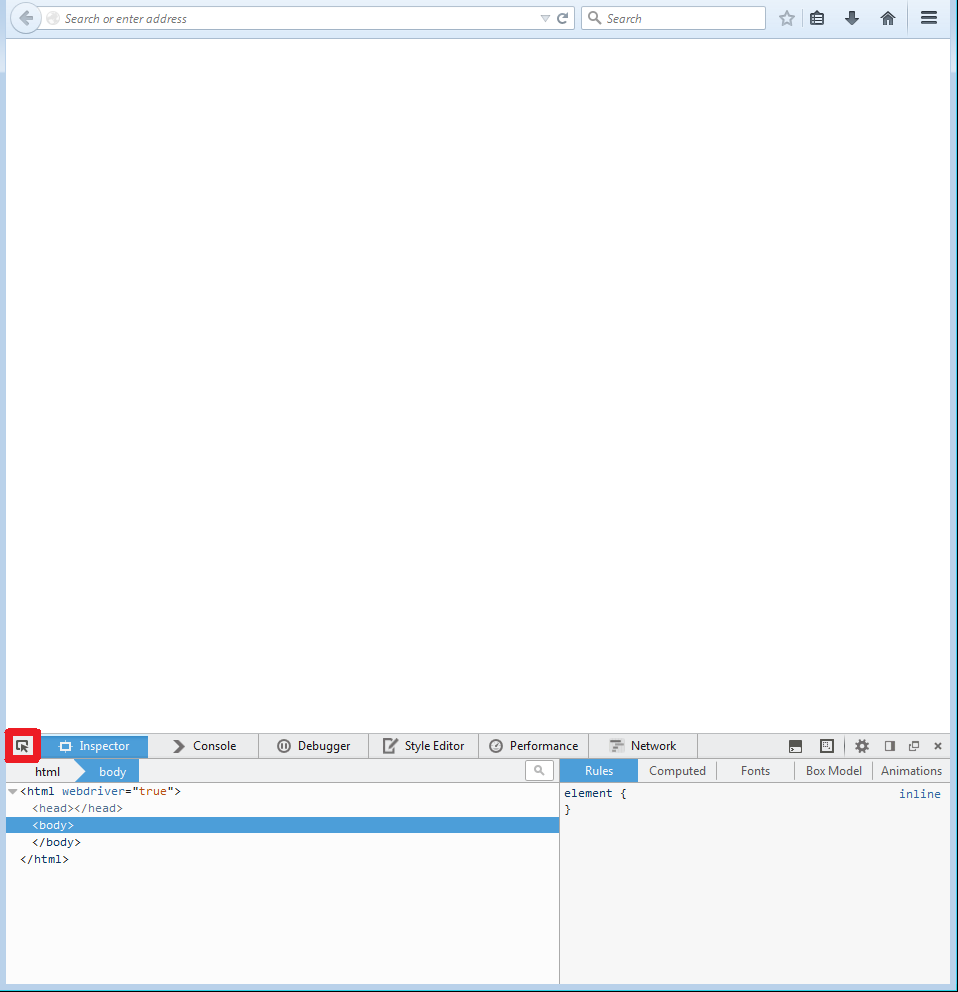 Search or enter address Search
Inspector Console Debugger Style Editor Performance Network
html body Rules Computed Fonts Box Model Animations
<html webdriver="true"> element { inline
<head></head> }
<body>
</body>
</html>